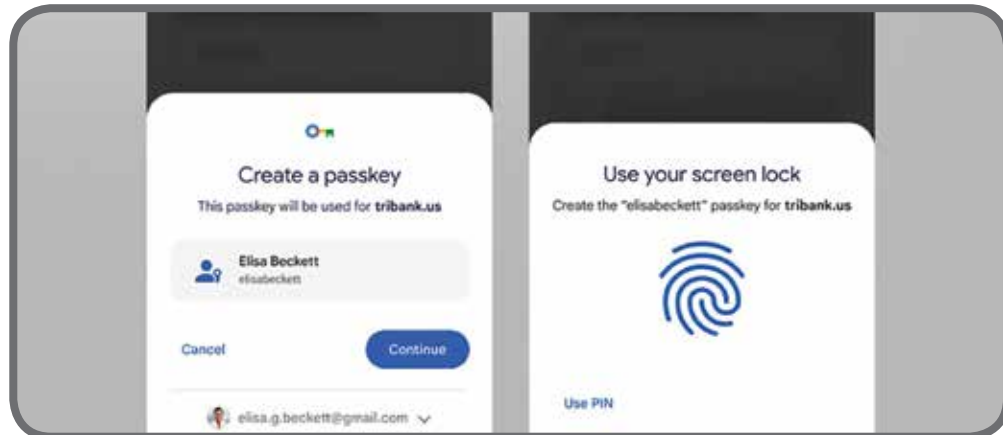 Create a passkey
This passkey will be used for tribank.us
Elisa Beckett
elisabeckett
Cancel
Continue
elisa.g.beckett@gmail.com
Use your screen lock
Create the "elisabeckett" passkey for tribank.us
Use PIN